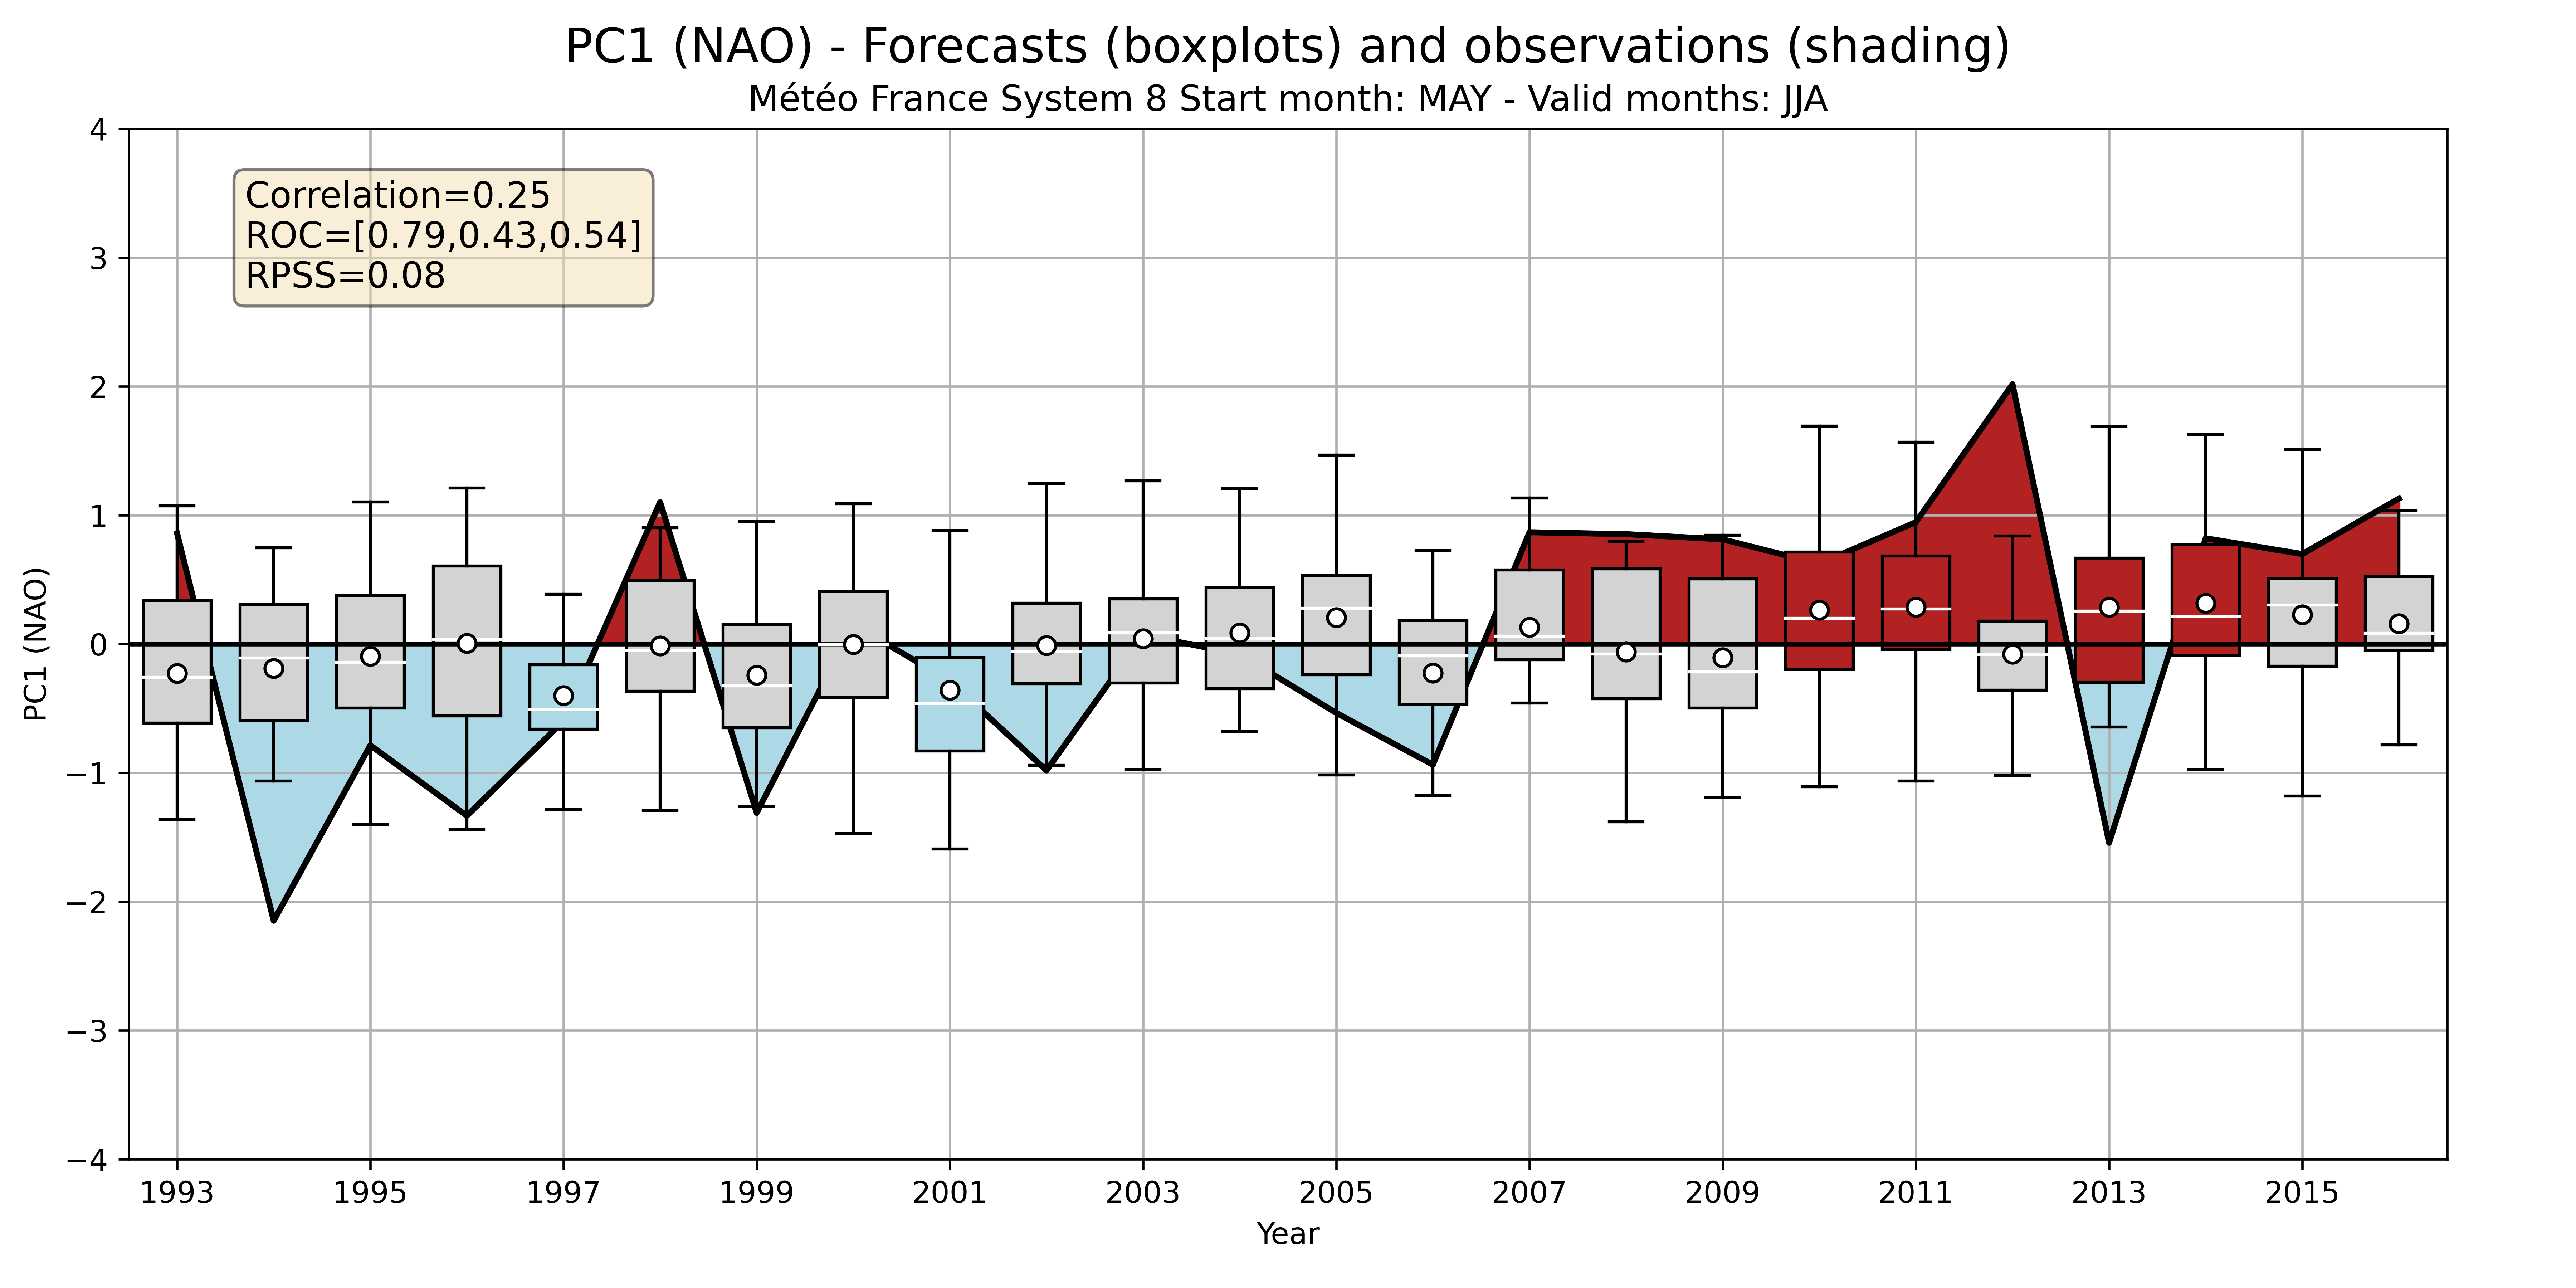 PC1 (NAO) - Forecasts (boxplots) and observations (shading)
Météo France System 8 Start month: MAY - Valid months: JJA
Correlation=0.25
ROC=[0.79,0.43,0.54]
RPSS=0.08
PC1 (NAO)
4
3
2
1
0
−1
−2
−3
−4
1993 1995 1997 1999 2001 2003 2005 2007 2009 2011 2013 2015
Year